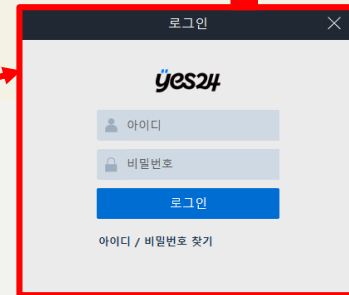 로그인
yes24
아이디
비밀번호
로그인
아이디 / 비밀번호 찾기